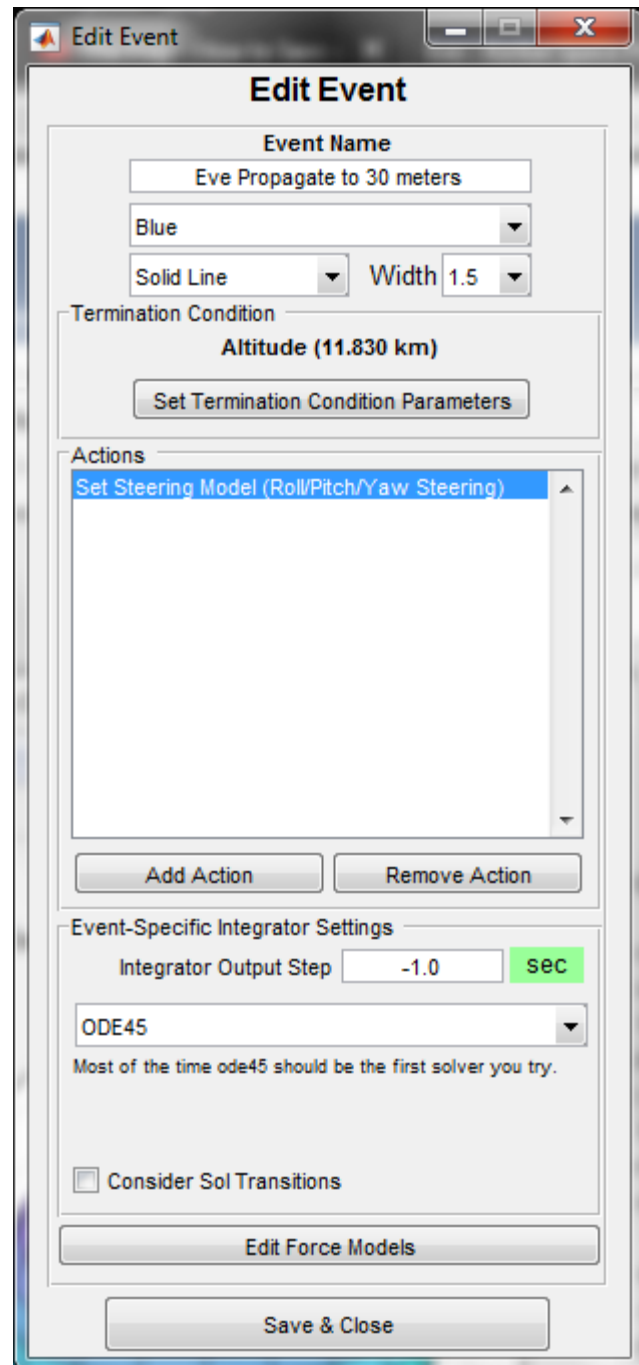 Edit Event
Edit Event
Event Name
Eve Propagate to 30 meters
Blue
Solid Line Width 1.5
Termination Condition
Altitude (11.830 km)
Set Termination Condition Parameters
Actions
Set Steering Model (Roll/Pitch/Yaw Steering)
Add Action Remove Action
Event-Specific Integrator Settings
Integrator Output Step -1.0 sec
ODE45
Most of the time ode45 should be the first solver you try.
Consider SoI Transitions
Edit Force Models
Save & Close